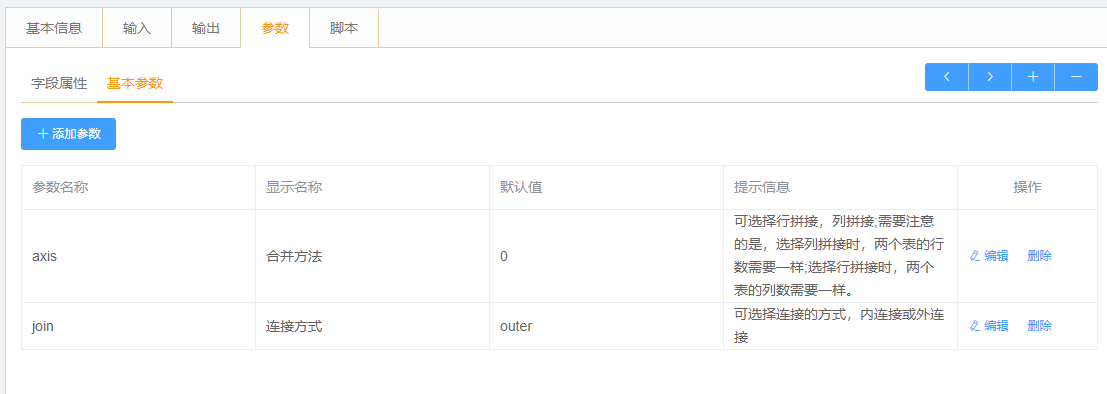 基本信息
输入
输出
参数
脚本
字段属性
基本参数
添加参数
参数名称
显示名称
默认值
提示信息
操作
axis
合并方法
0
可选择行拼接，列拼接;需要注意
的是，选择列拼接时，两个表的行
数需要一样;选择行拼接时，两个
表的列数需要一样。
编辑
删除
join
连接方式
outer
可选择连接的方式，内连接或外连
接
编辑
删除